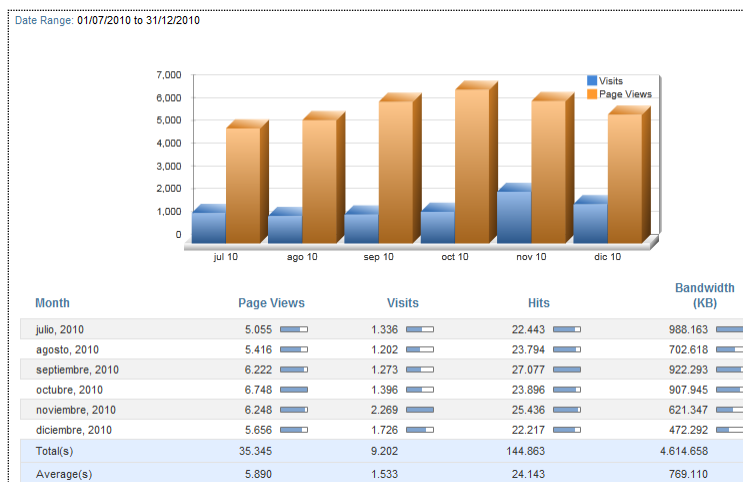 Date Range: 01/07/2010 to 31/12/2010
7,000
6,000
5,000
4,000
3,000
2,000
1,000
0
Visits
Page Views
jul 10 ago 10 sep 10 oct 10 nov 10 dic 10
Month Page Views Visits Hits Bandwidth (KB)
julio, 2010 5.055 1.336 22.443 988.163
agosto, 2010 5.416 1.202 23.794 702.618
septiembre, 2010 6.222 1.273 27.077 922.293
octubre, 2010 6.748 1.396 23.896 907.945
noviembre, 2010 6.248 2.269 25.436 621.347
diciembre, 2010 5.656 1.726 22.217 472.292
Total(s) 35.345 9.202 144.863 4.614.658
Average(s) 5.890 1.533 24.143 769.110